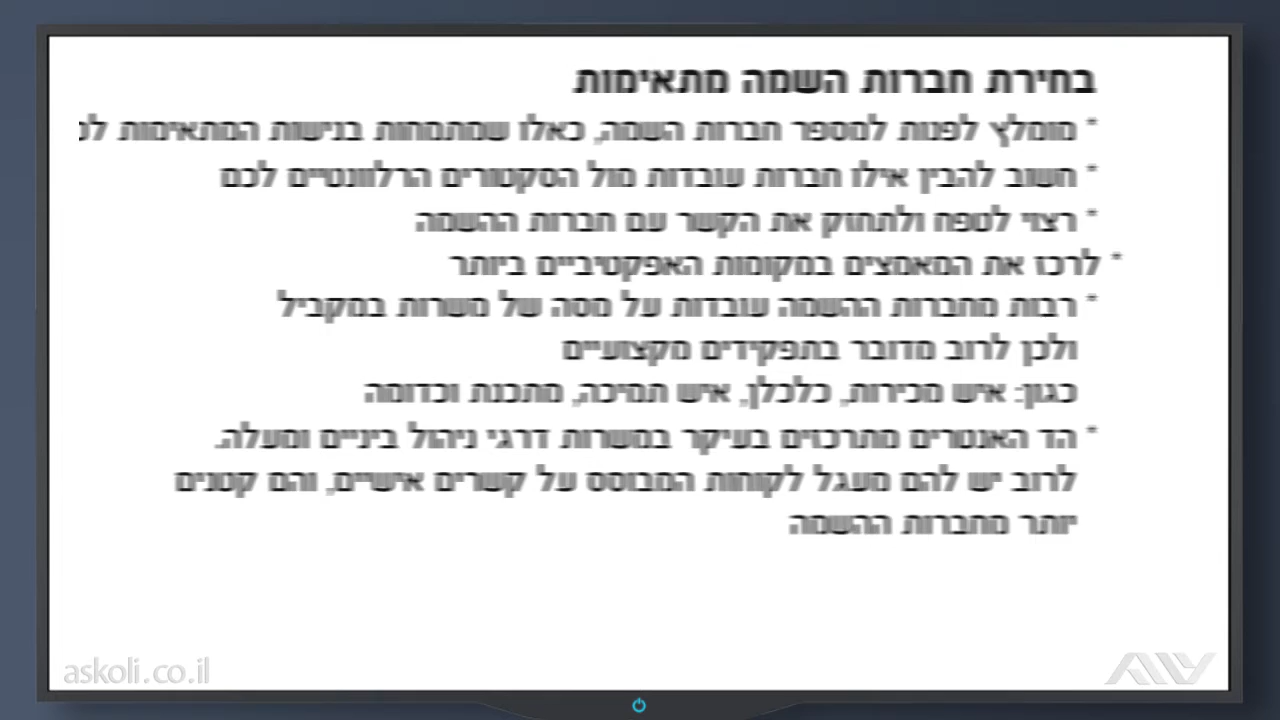 בחירת חברות השמה מתאימות
* מומלץ לפנות למספר חברות השמה, כאלו שמתמחות בנישות המתאימות
* חשוב להבין אילו חברות עובדות מול הסקטורים הרלוונטיים לכם
* רצוי לטפח ולתחזק את הקשר עם חברות ההשמה
* לרכז את המאמצים במקומות האפקטיביים ביותר
* רבות מחברות ההשמה עובדות על מסה של משרות במקביל
ולכן לרוב מדובר בתפקידים מקצועיים
כגון: איש מכירות, כלכלן, איש תמיכה, מתכנת וכדומה
* הד האנטרים מתרכזים בעיקר במשרות דרגי ניהול ביניים ומעלה.
לרוב יש להם מעגל לקוחות המבוסס על קשרים אישיים, והם קטנים
יותר מחברות ההשמה
askoli.co.il